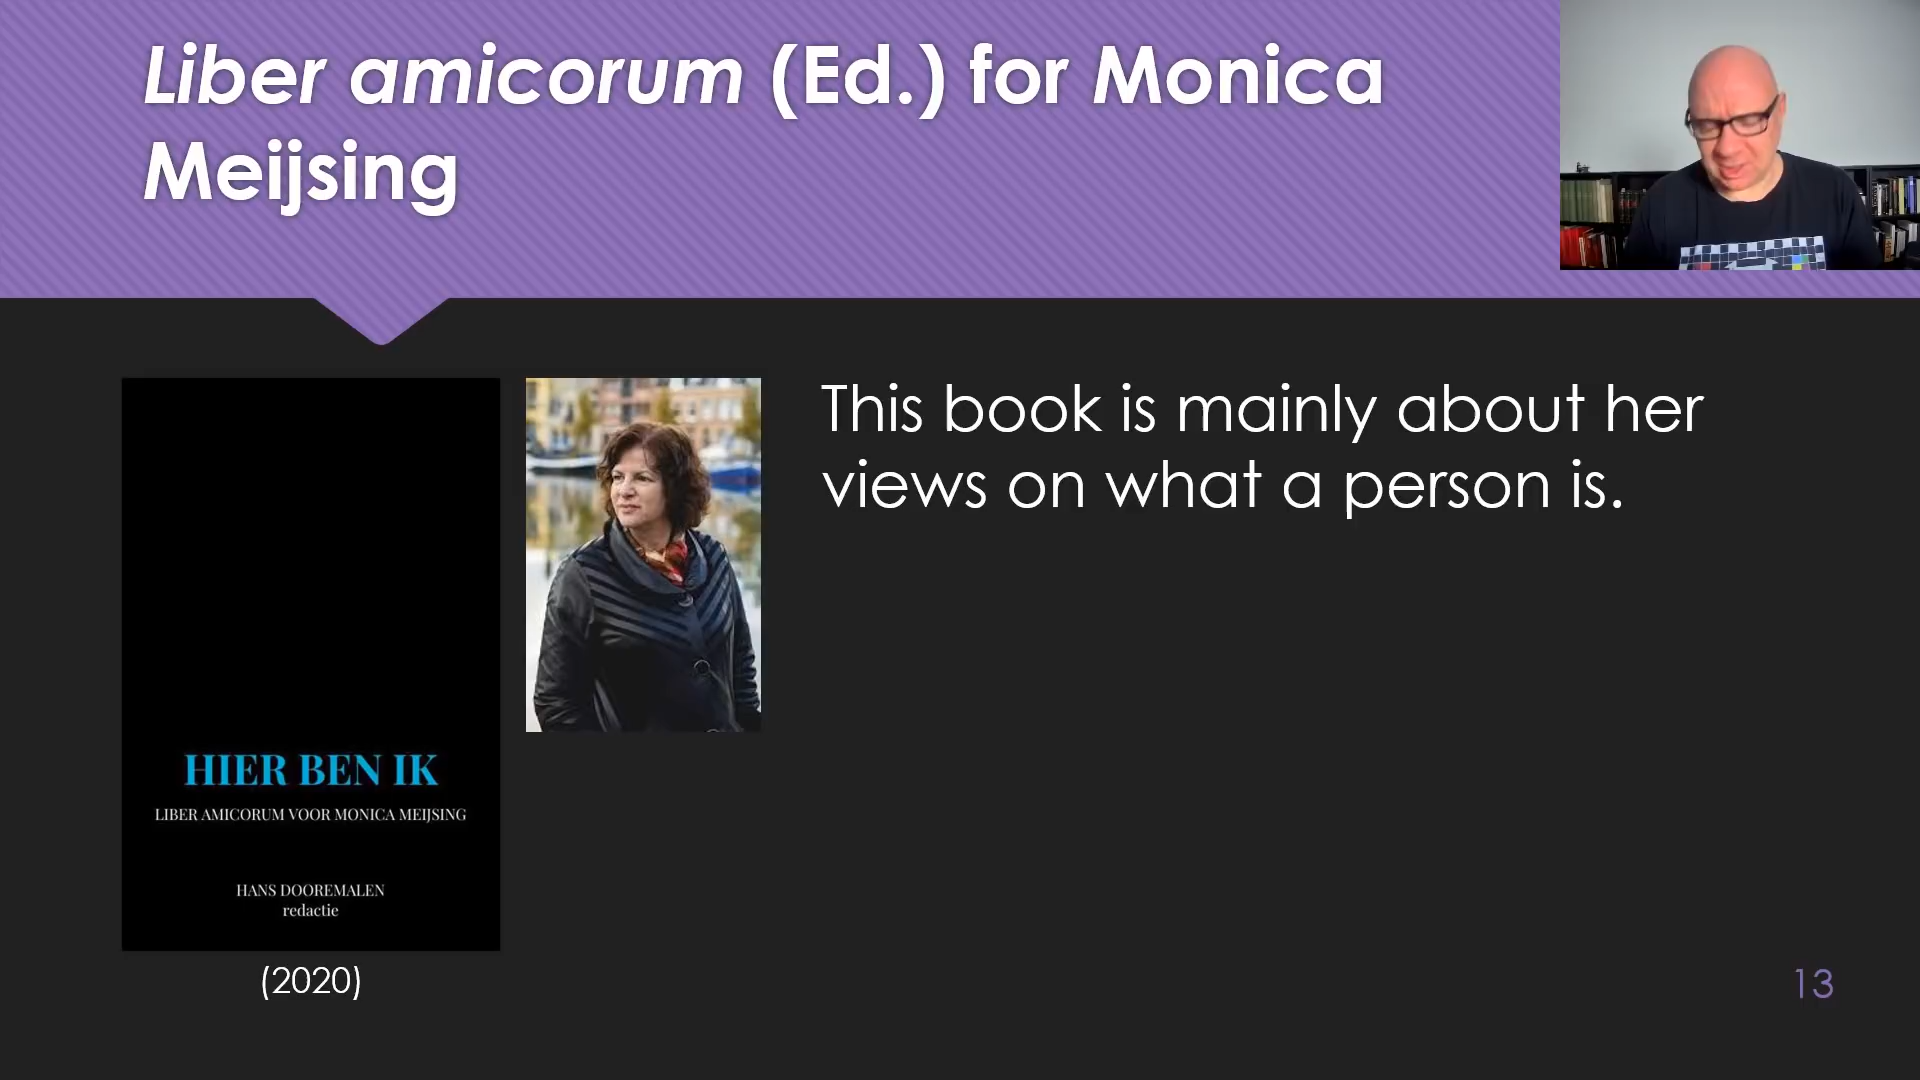 Liber amicorum (Ed.) for Monica
Meijsing
This book is mainly about her
views on what a person is.
HIER BEN IK
LIBER AMICORUM VOOR MONICA MEIJSING
HANS DOOREMALEN
redactie
(2020)
13